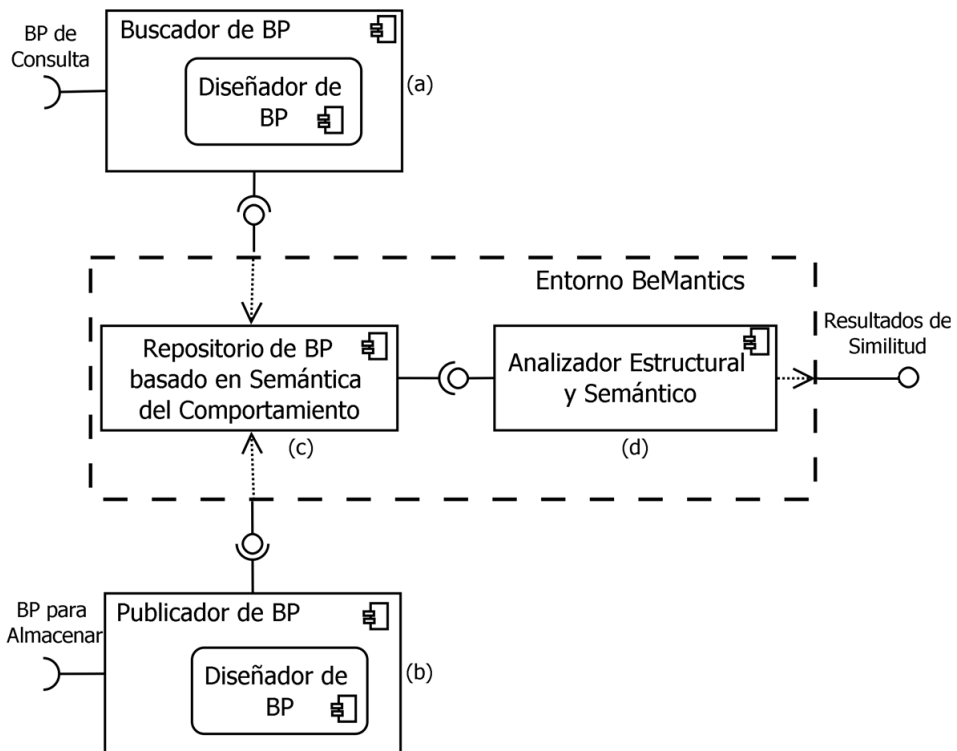 BP de
Consulta
Buscador de BP
Diseñador de
BP
(a)
Entorno BeMantics
Repositorio de BP
basado en Semántica
del Comportamiento
(c)
Analizador Estructural
y Semántico
(d)
Resultados de
Similitud
BP para
Almacenar
Publicador de BP
Diseñador de
BP
(b)